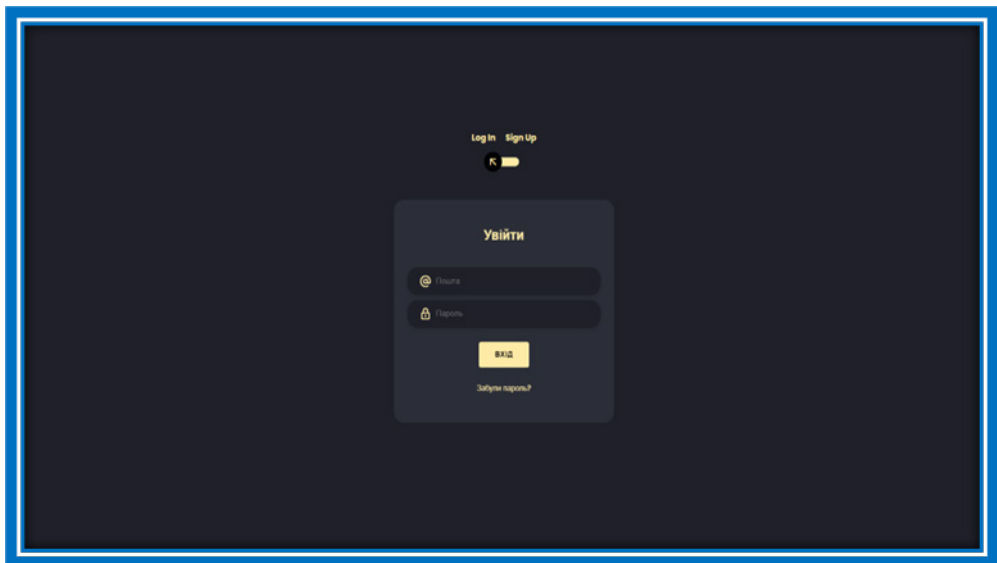 Log In Sign Up
Увійти
@ Пошта
Пароль
ВХІД
Забули пароль?